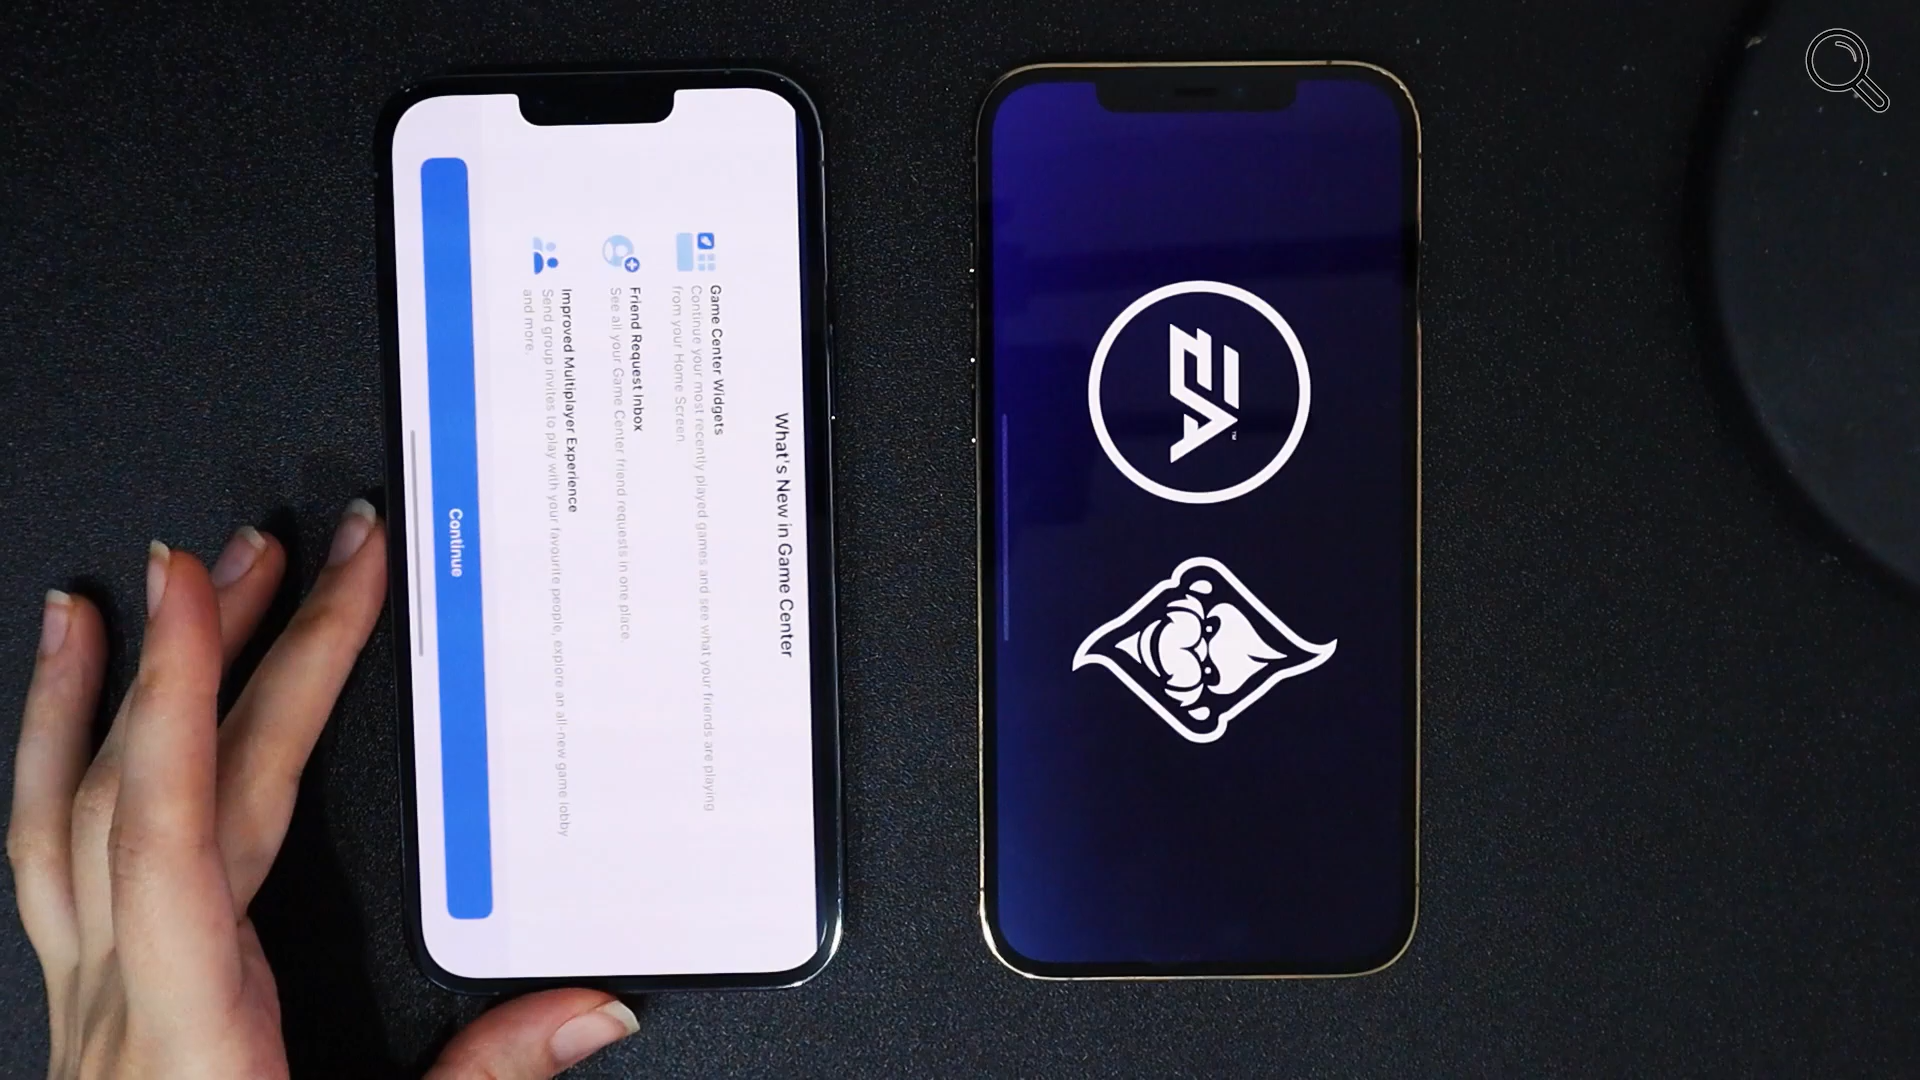 What's New in Game Center
Game Center Widgets
Continue your most recently played games and see what your friends are playing
from your Home Screen
Friend Request Inbox
See all your Game Center friend requests in one place.
Improved Multiplayer Experience
Send group invites to play with your favourite people, explore an all-new game lobby
and more.
Continue
EA™